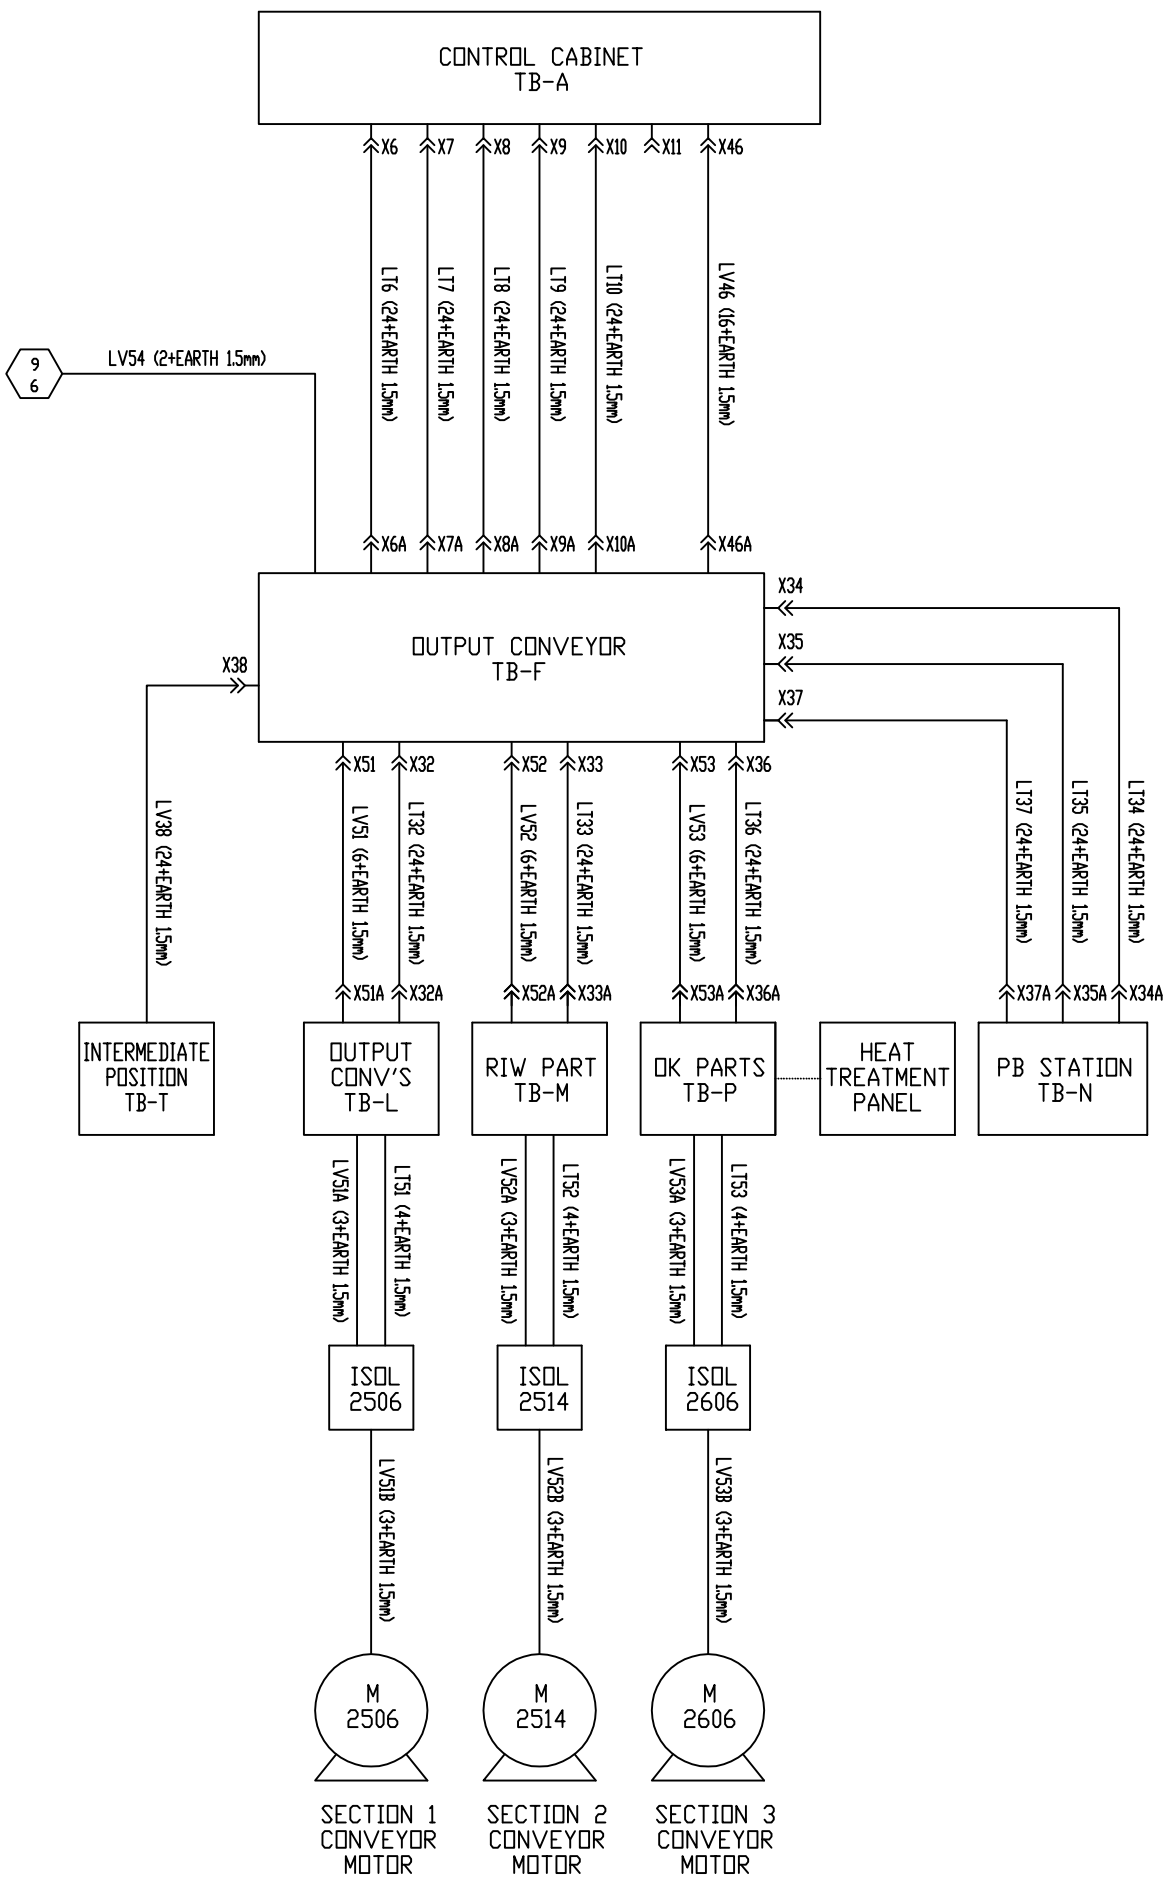 CONTROL CABINET
TB-A
X6
X7
X8
X9
X10
X11
X46
LT6 (24+EARTH 1.5mm)
LT7 (24+EARTH 1.5mm)
LT8 (24+EARTH 1.5mm)
LT9 (24+EARTH 1.5mm)
LT10 (24+EARTH 1.5mm)
LV46 (16+EARTH 1.5mm)
9
6
LV54 (2+EARTH 1.5mm)
X6A
X7A
X8A
X9A
X10A
X46A
OUTPUT CONVEYOR
TB-F
X34
X35
X37
X38
X51
X32
X52
X33
X53
X36
LV38 (24+EARTH 1.5mm)
LV51 (6+EARTH 1.5mm)
LT32 (24+EARTH 1.5mm)
LV52 (6+EARTH 1.5mm)
LT33 (24+EARTH 1.5mm)
LV53 (6+EARTH 1.5mm)
LT36 (24+EARTH 1.5mm)
LT37 (24+EARTH 1.5mm)
LT35 (24+EARTH 1.5mm)
LT34 (24+EARTH 1.5mm)
X51A
X32A
X52A
X33A
X53A
X36A
X37A
X35A
X34A
INTERMEDIATE
POSITION
TB-T
OUTPUT
CONV'S
TB-L
RIW PART
TB-M
OK PARTS
TB-P
HEAT
TREATMENT
PANEL
PB STATION
TB-N
LV51A (3+EARTH 1.5mm)
LT51 (4+EARTH 1.5mm)
LV52A (3+EARTH 1.5mm)
LT52 (4+EARTH 1.5mm)
LV53A (3+EARTH 1.5mm)
LT53 (4+EARTH 1.5mm)
ISOL
2506
ISOL
2514
ISOL
2606
LV51B (3+EARTH 1.5mm)
LV52B (3+EARTH 1.5mm)
LV53B (3+EARTH 1.5mm)
M
2506
M
2514
M
2606
SECTION 1
CONVEYOR
MOTOR
SECTION 2
CONVEYOR
MOTOR
SECTION 3
CONVEYOR
MOTOR